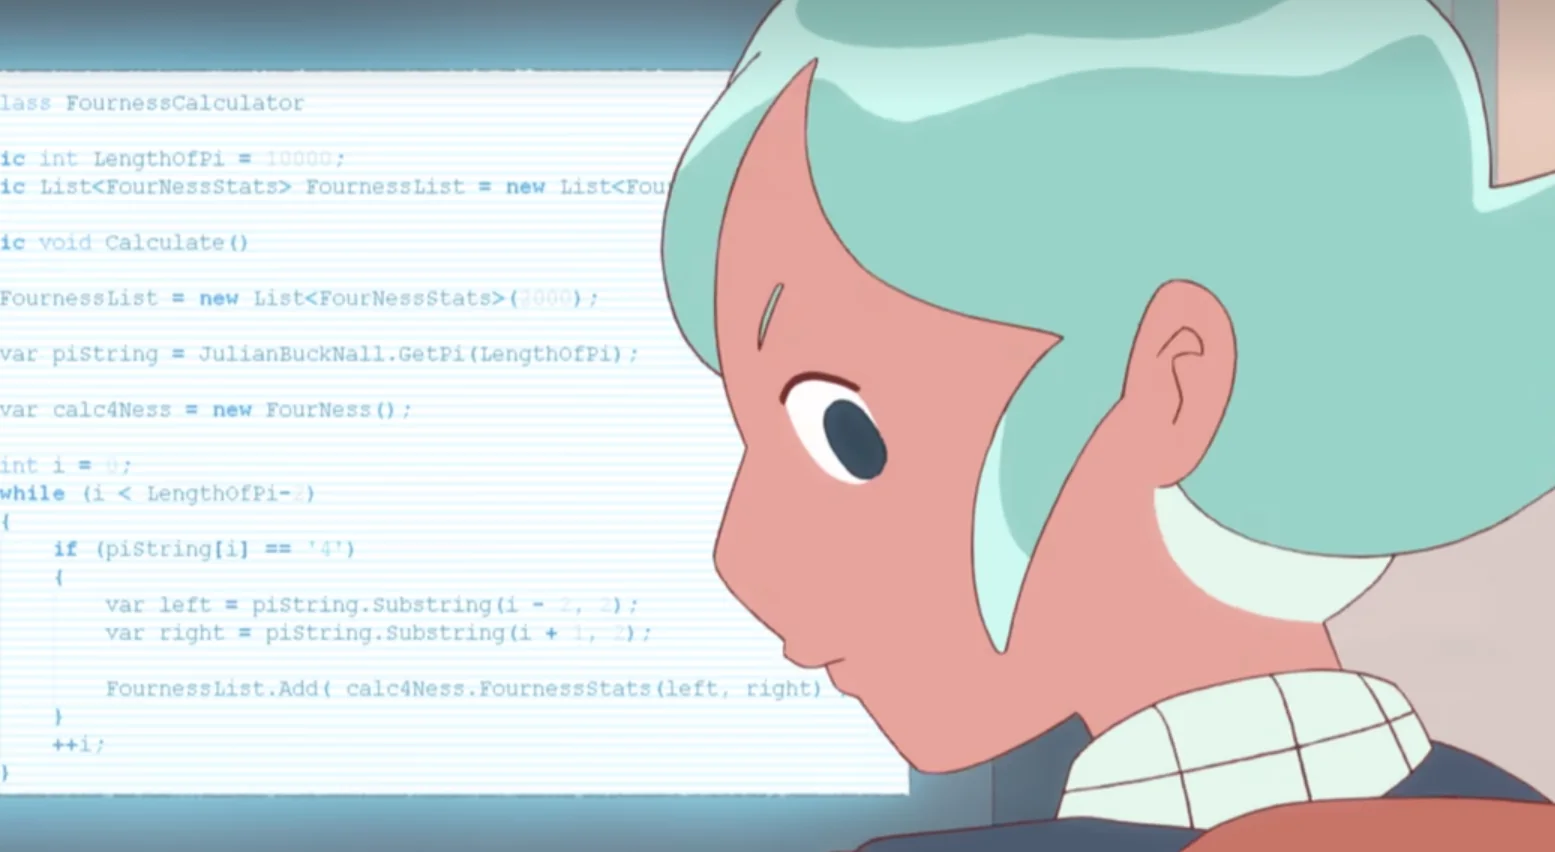 lass FournessCalculator
ic int LengthOfPi = 10000;
ic List<FourNessStats> FournessList = new List<Four
ic void Calculate()
FournessList = new List<FourNessStats>(2000);
var piString = JulianBuckNall.GetPi(LengthOfPi);
var calc4Ness = new FourNess();
int i = 0;
while (i < LengthOfPi-2)
{
if (piString[i] == '4')
{
var left = piString.Substring(i - 2, 2);
var right = piString.Substring(i + 1, 2);
FournessList.Add( calc4Ness.FournessStats(left, right)
}
++i;
}